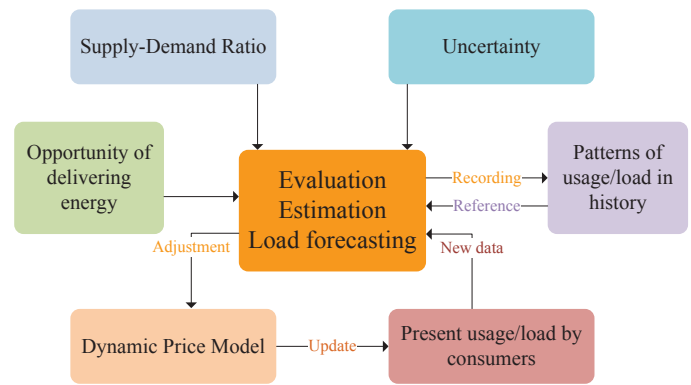 Supply-Demand Ratio
Uncertainty
Opportunity of
delivering
energy
Evaluation
Estimation
Load forecasting
Recording
Reference
Patterns of
usage/load in
history
Adjustment
New data
Dynamic Price Model
Update
Present usage/load by
consumers